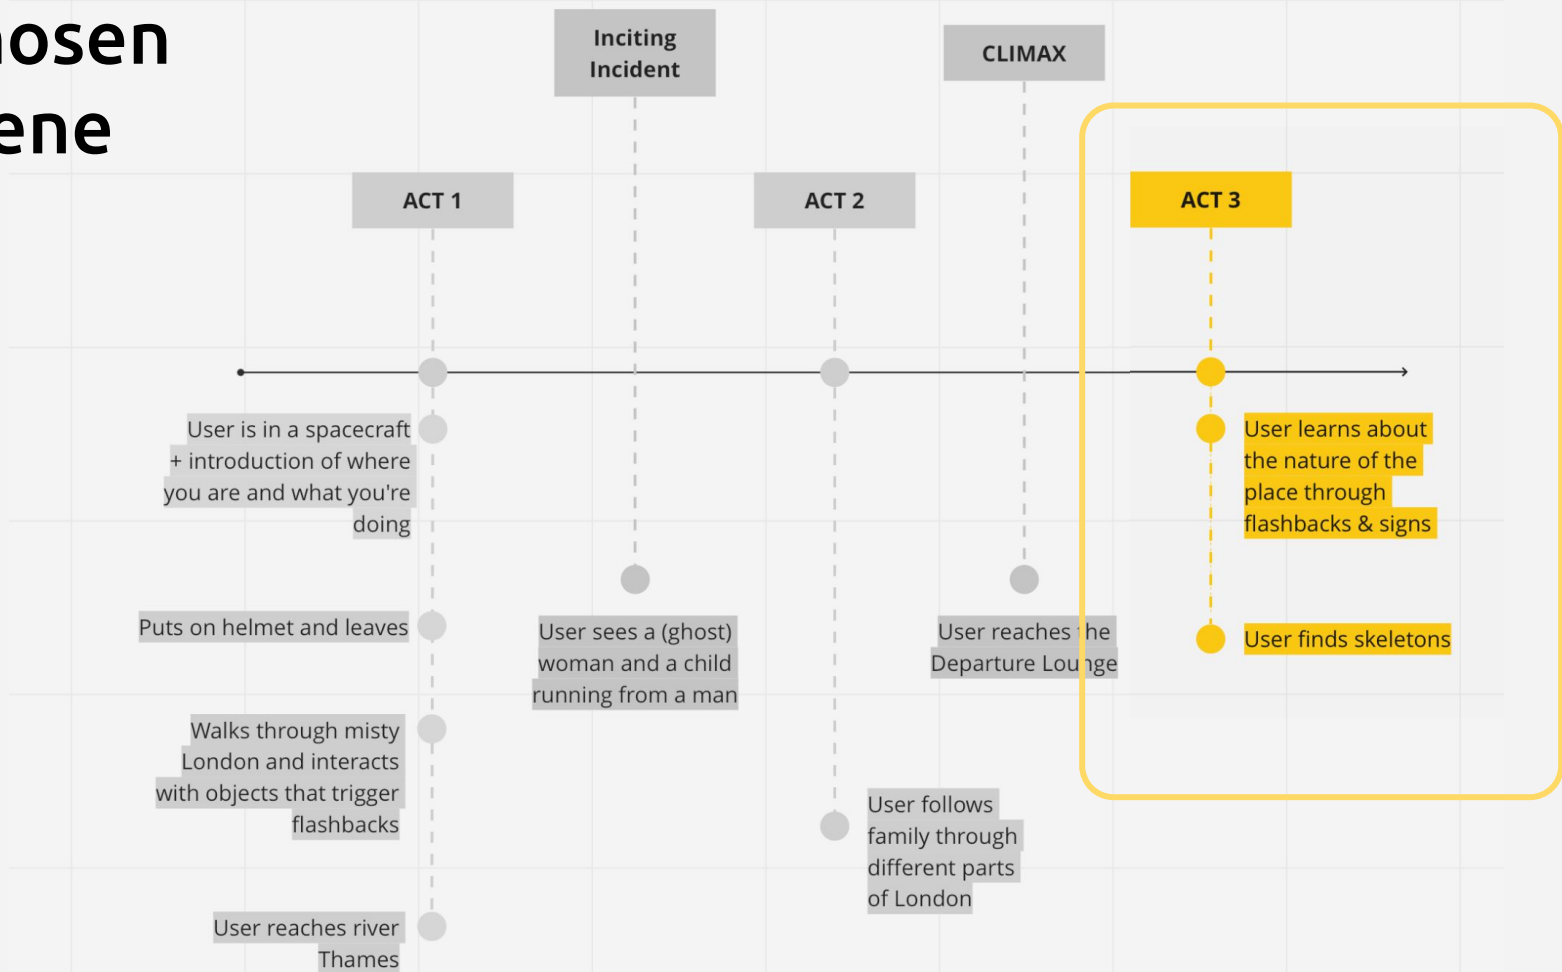 hosen
ene
Inciting
Incident
CLIMAX
ACT 1
ACT 2
ACT 3
User is in a spacecraft
+ introduction of where
you are and what you're
doing
Puts on helmet and leaves
Walks through misty
London and interacts
with objects that trigger
flashbacks
User reaches river
Thames
User sees a (ghost)
woman and a child
running from a man
User follows
family through
different parts
of London
User reaches the
Departure Lounge
User learns about
the nature of the
place through
flashbacks & signs
User finds skeletons